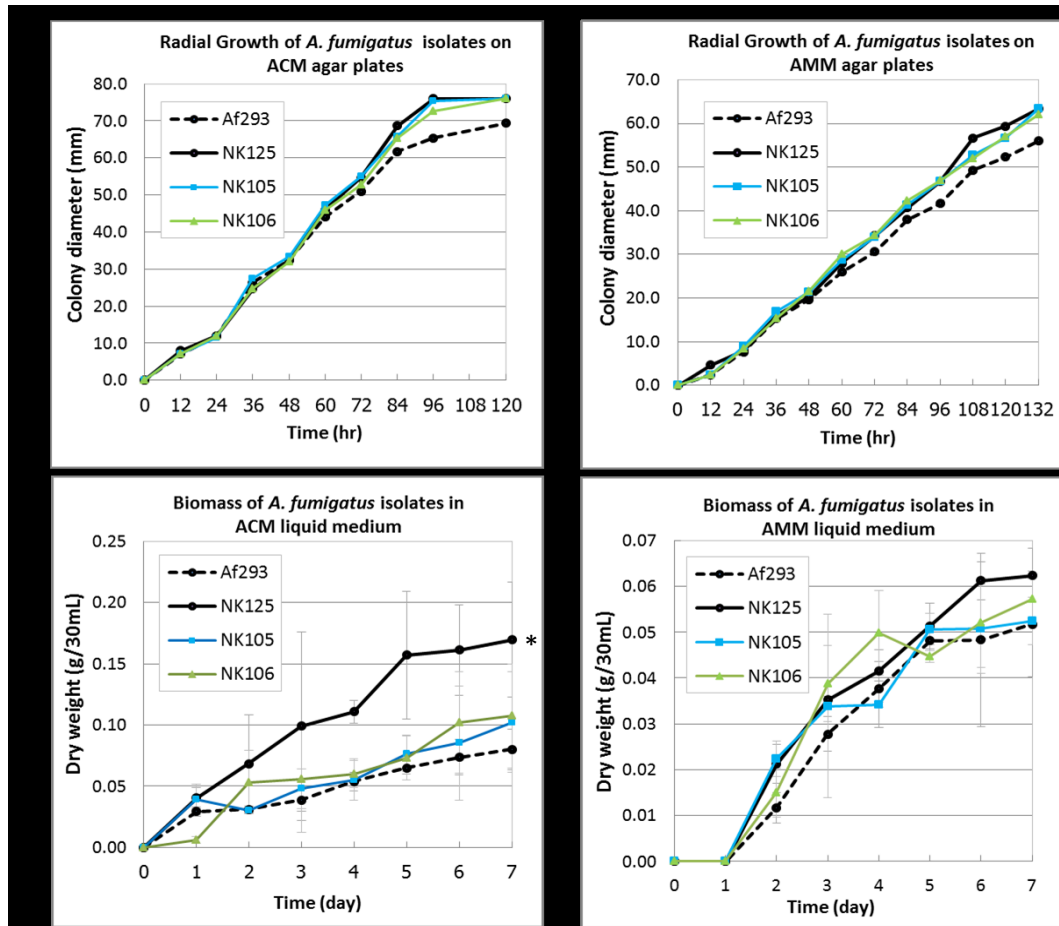 Radial Growth of A. fumigatus isolates on
ACM agar plates
80.0
70.0
60.0
50.0
40.0
30.0
20.0
10.0
0.0
Colony diameter (mm)
Af293
NK125
NK105
NK106
0 12 24 36 48 60 72 84 96 108 120
Time (hr)
Radial Growth of A. fumigatus isolates on
AMM agar plates
70.0
60.0
50.0
40.0
30.0
20.0
10.0
0.0
Colony diameter (mm)
Af293
NK125
NK105
NK106
0 12 24 36 48 60 72 84 96 108 120 132
Time (hr)
Biomass of A. fumigatus isolates in
ACM liquid medium
0.25
0.20
0.15
0.10
0.05
0.00
Dry weight (g/30mL)
Af293
NK125
NK105
NK106
*
0 1 2 3 4 5 6 7
Time (day)
Biomass of A. fumigatus isolates in
AMM liquid medium
0.07
0.06
0.05
0.04
0.03
0.02
0.01
0.00
Dry weight (g/30mL)
Af293
NK125
NK105
NK106
0 1 2 3 4 5 6 7
Time (day)